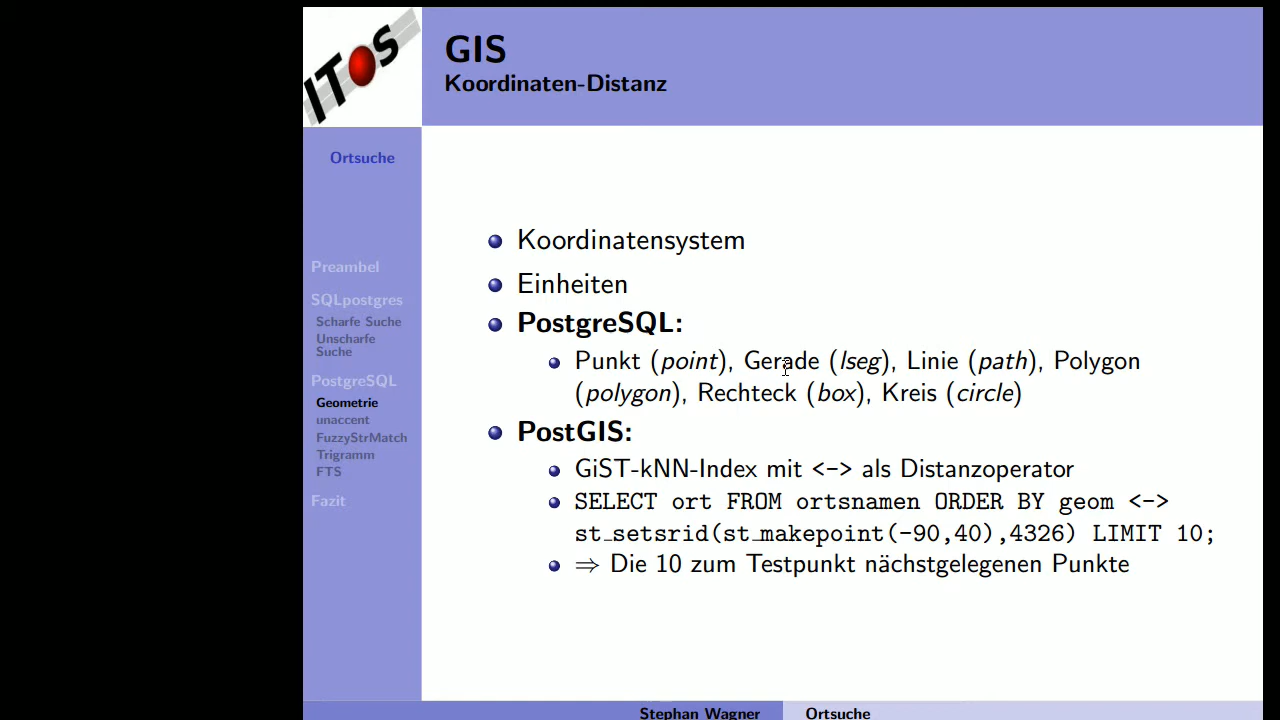 ITOS
GIS
Koordinaten-Distanz
Ortsuche
Preambel
SQLpostgres
Scharfe Suche
Unscharfe
Suche
PostgreSQL
Geometrie
unaccent
FuzzyStrMatch
Trigramm
FTS
Fazit
Koordinatensystem
Einheiten
PostgreSQL:
Punkt (point), Gerade (lseg), Linie (path), Polygon
(polygon), Rechteck (box), Kreis (circle)
PostGIS:
GiST-kNN-Index mit <-> als Distanzoperator
SELECT ort FROM ortsnamen ORDER BY geom <->
st_setsrid(st_makepoint(-90,40),4326) LIMIT 10;
⇒ Die 10 zum Testpunkt nächstgelegenen Punkte
Stephan Wagner
Ortsuche